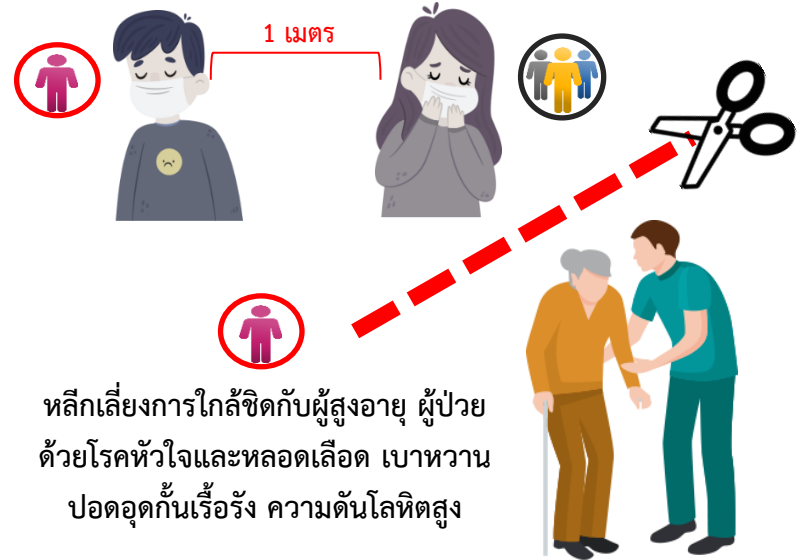 1 เมตร
หลีกเลี่ยงการใกล้ชิดกับผู้สูงอายุ ผู้ป่วย
ด้วยโรคหัวใจและหลอดเลือด เบาหวาน
ปอดอุดกั้นเรื้อรัง ความดันโลหิตสูง